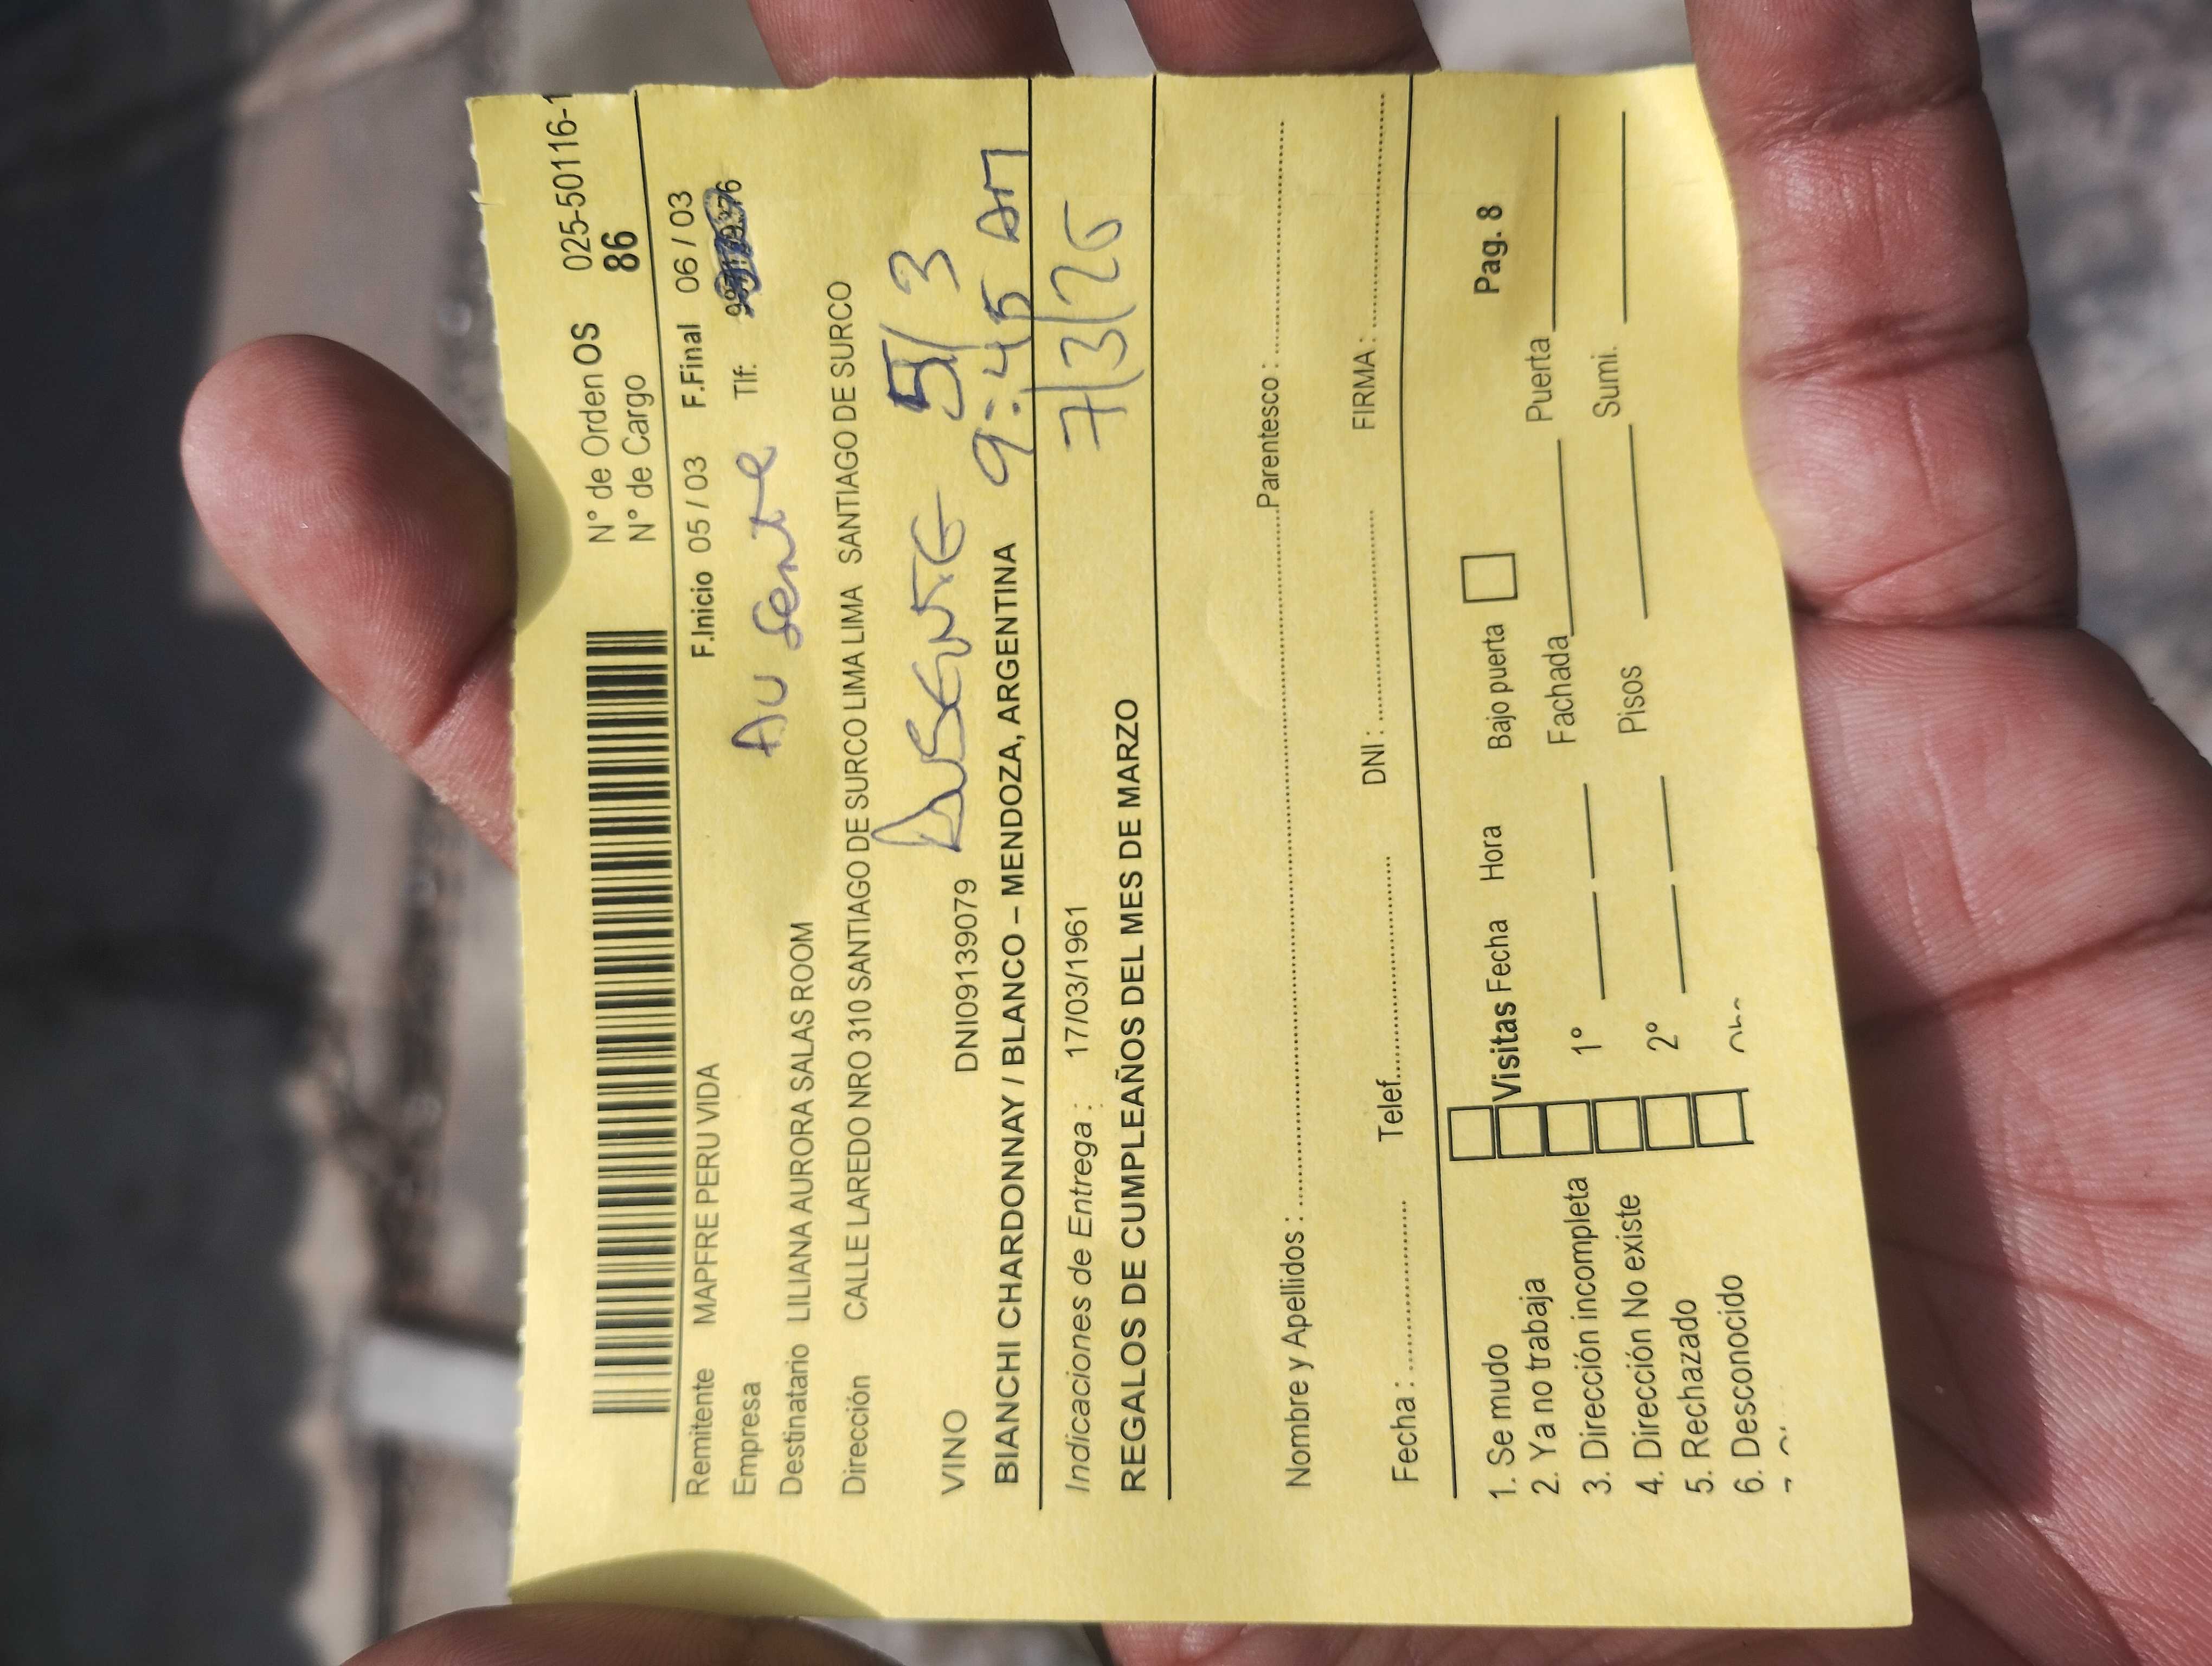 N° de Orden OS 025-50116-1
N° de Cargo 86
Remitente MAPFRE PERU VIDA F.Inicio 05 / 03 F.Final 06 / 03
Empresa Ausente Tlf:
Destinatario LILIANA AURORA SALAS ROOM
Dirección CALLE LAREDO NRO 310 SANTIAGO DE SURCO LIMA LIMA SANTIAGO DE SURCO
AUSENTE 5/3
VINO DNI09139079 9:45 AM
BIANCHI CHARDONNAY / BLANCO – MENDOZA, ARGENTINA
Indicaciones de Entrega : 17/03/1961 7/3/25
REGALOS DE CUMPLEAÑOS DEL MES DE MARZO
Nombre y Apellidos : Parentesco :
Fecha : Telef. DNI : FIRMA :
1. Se mudo Visitas Fecha Hora Bajo puerta Pag. 8
2. Ya no trabaja
3. Dirección incompleta 1° Fachada Puerta
4. Dirección No existe
5. Rechazado 2° Pisos Sumi.
6. Desconocido